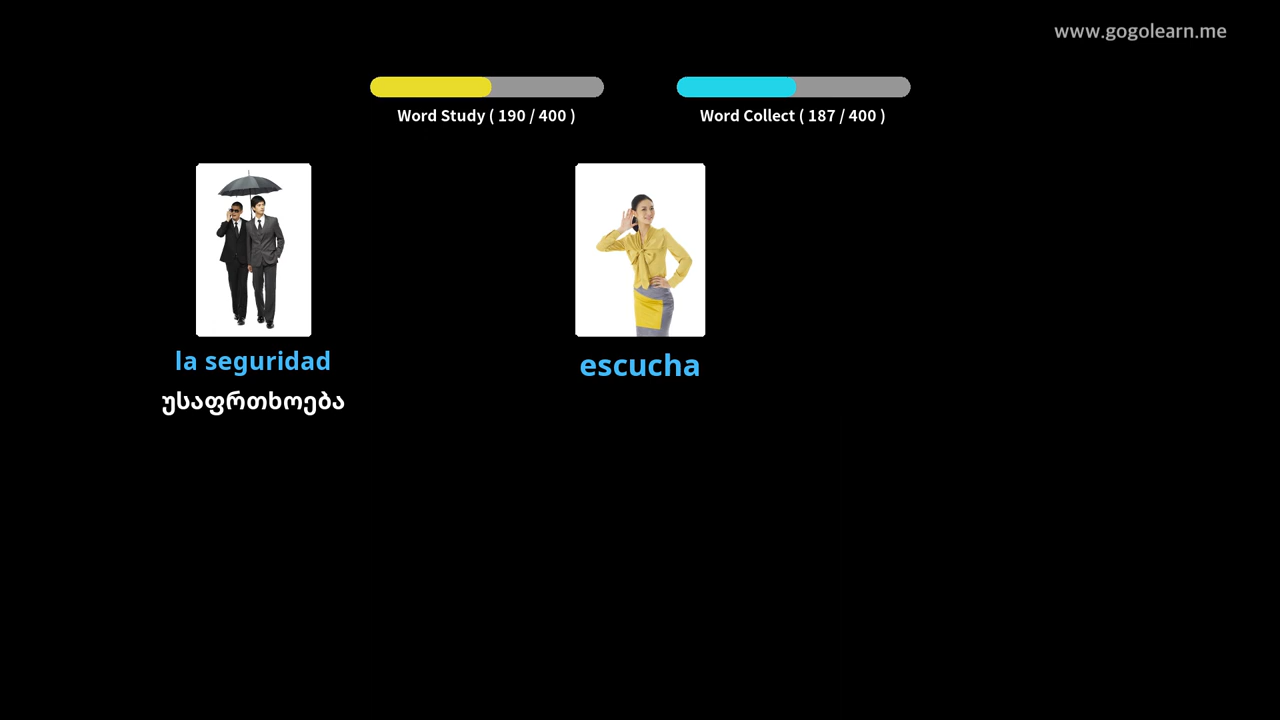 www.gogolearn.me
Word Study ( 190 / 400 )
Word Collect ( 187 / 400 )
la seguridad
უსაფრთხოება
escucha